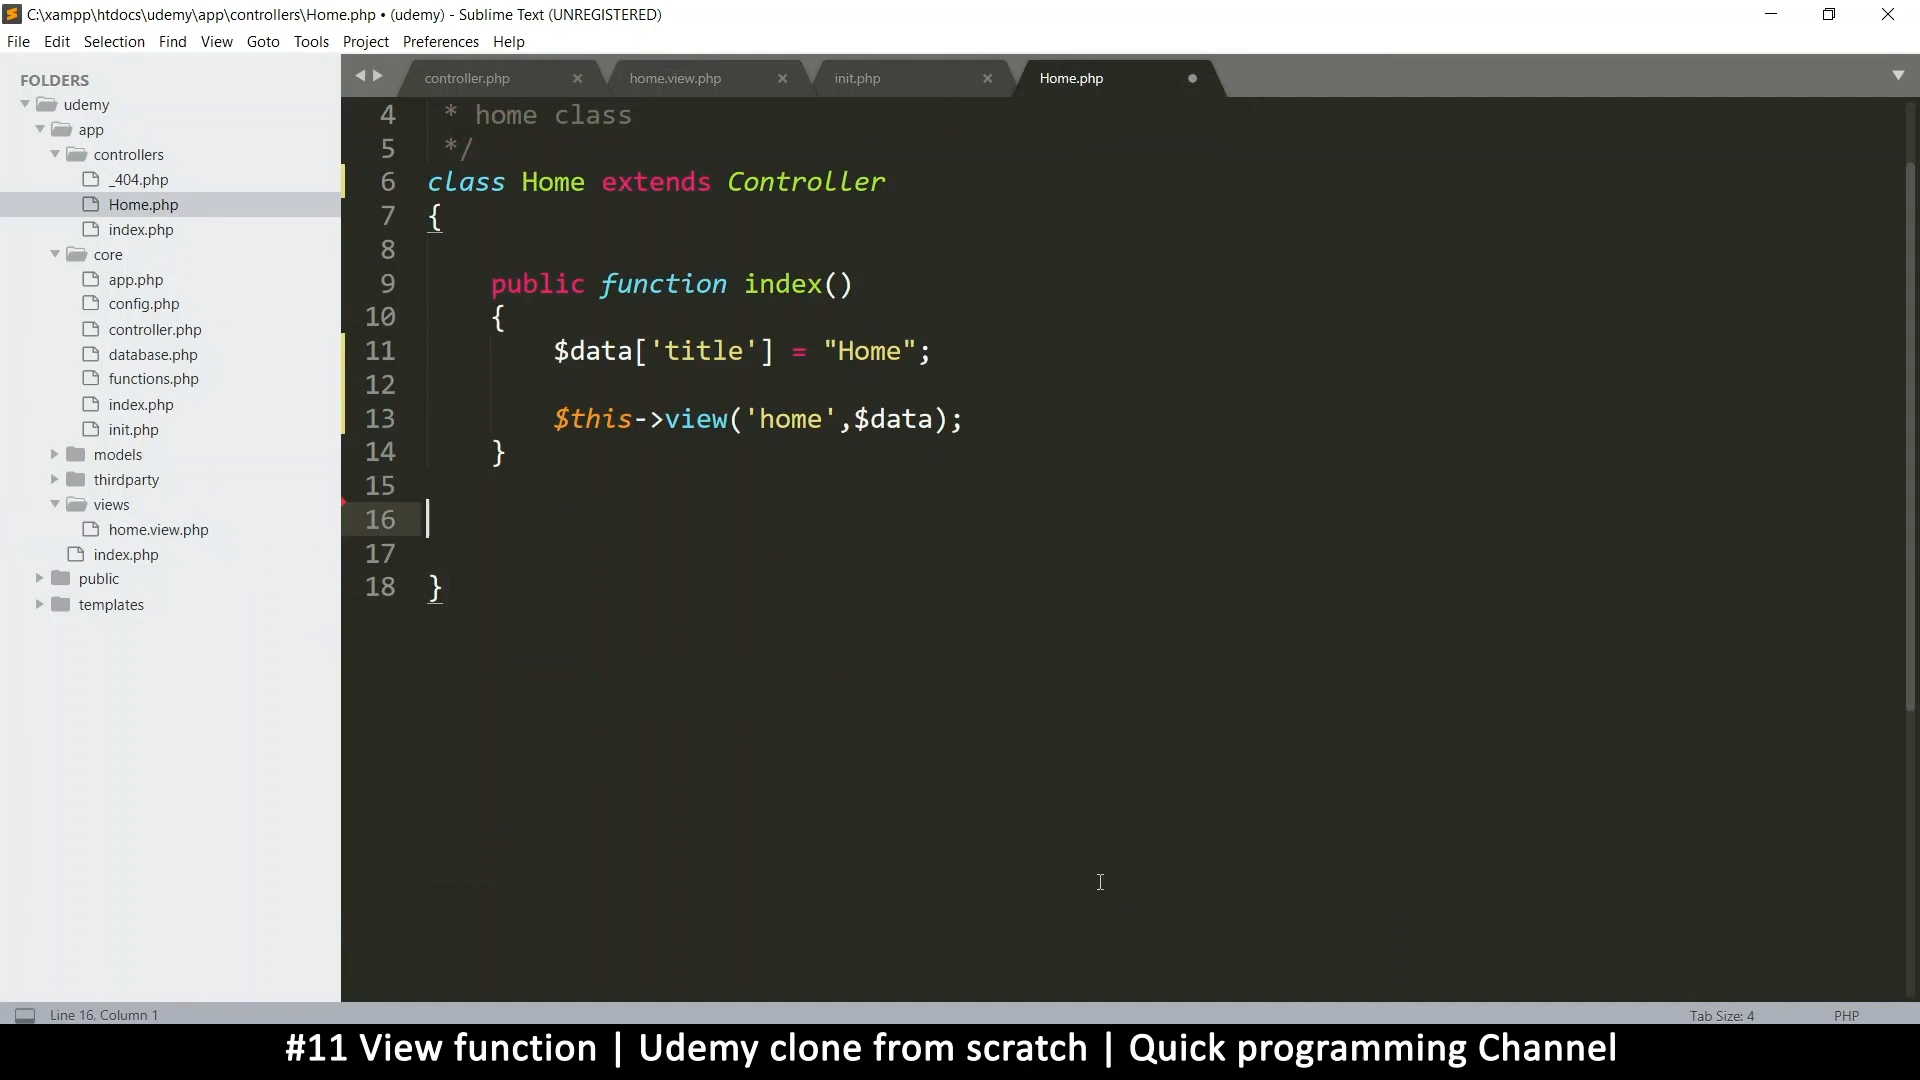 C:\xampp\htdocs\udemy\app\controllers\Home.php • (udemy) - Sublime Text (UNREGISTERED)
File Edit Selection Find View Goto Tools Project Preferences Help
FOLDERS
udemy
app
controllers
_404.php
Home.php
index.php
core
app.php
config.php
controller.php
database.php
functions.php
index.php
init.php
models
thirdparty
views
home.view.php
index.php
public
templates
controller.php × home.view.php × init.php × Home.php
4 * home class
5 */
6 class Home extends Controller
7 {
8
9 public function index()
10 {
11 $data['title'] = "Home";
12
13 $this->view('home',$data);
14 }
15
16
17
18 }
Line 16, Column 1 Tab Size: 4 PHP
#11 View function | Udemy clone from scratch | Quick programming Channel